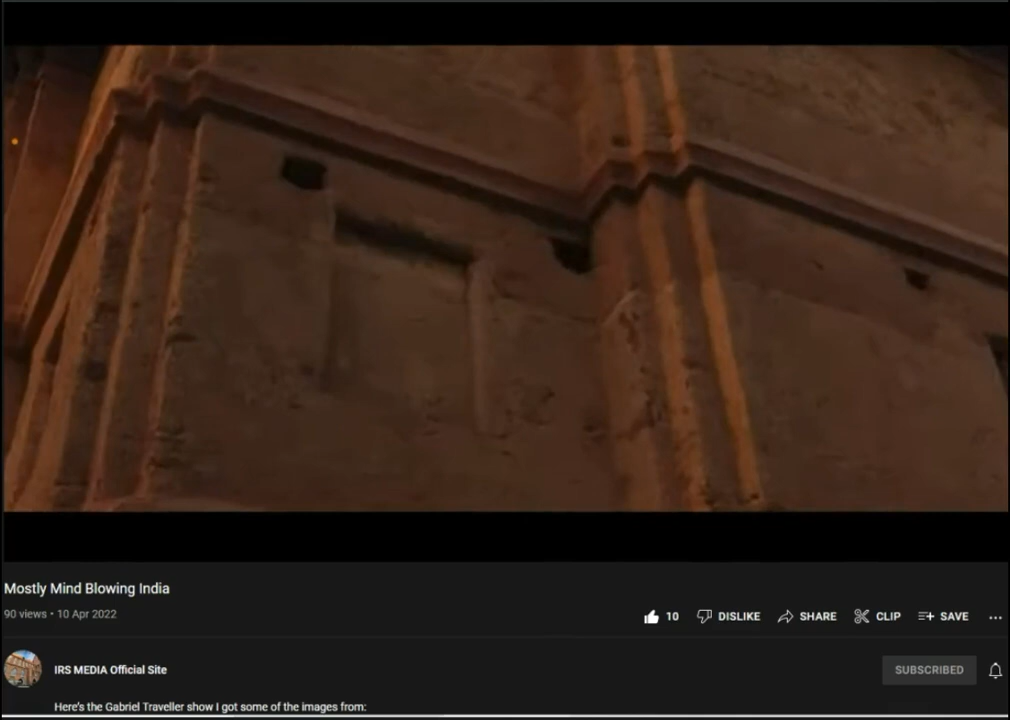 Mostly Mind Blowing India
90 views • 10 Apr 2022
10 DISLIKE SHARE CLIP SAVE
IRS MEDIA Official Site
SUBSCRIBED
Here's the Gabriel Traveller show I got some of the images from: